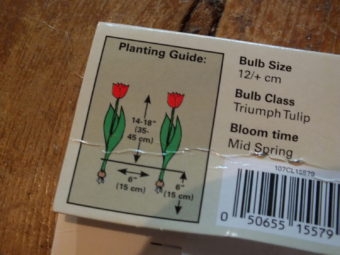 Planting Guide:
14-18"
(35-
45 cm)
6"
(15 cm)
6"
(15 cm)
Bulb Size
12/+ cm
Bulb Class
Triumph Tulip
Bloom time
Mid Spring
107CL15579
0 50655 15579